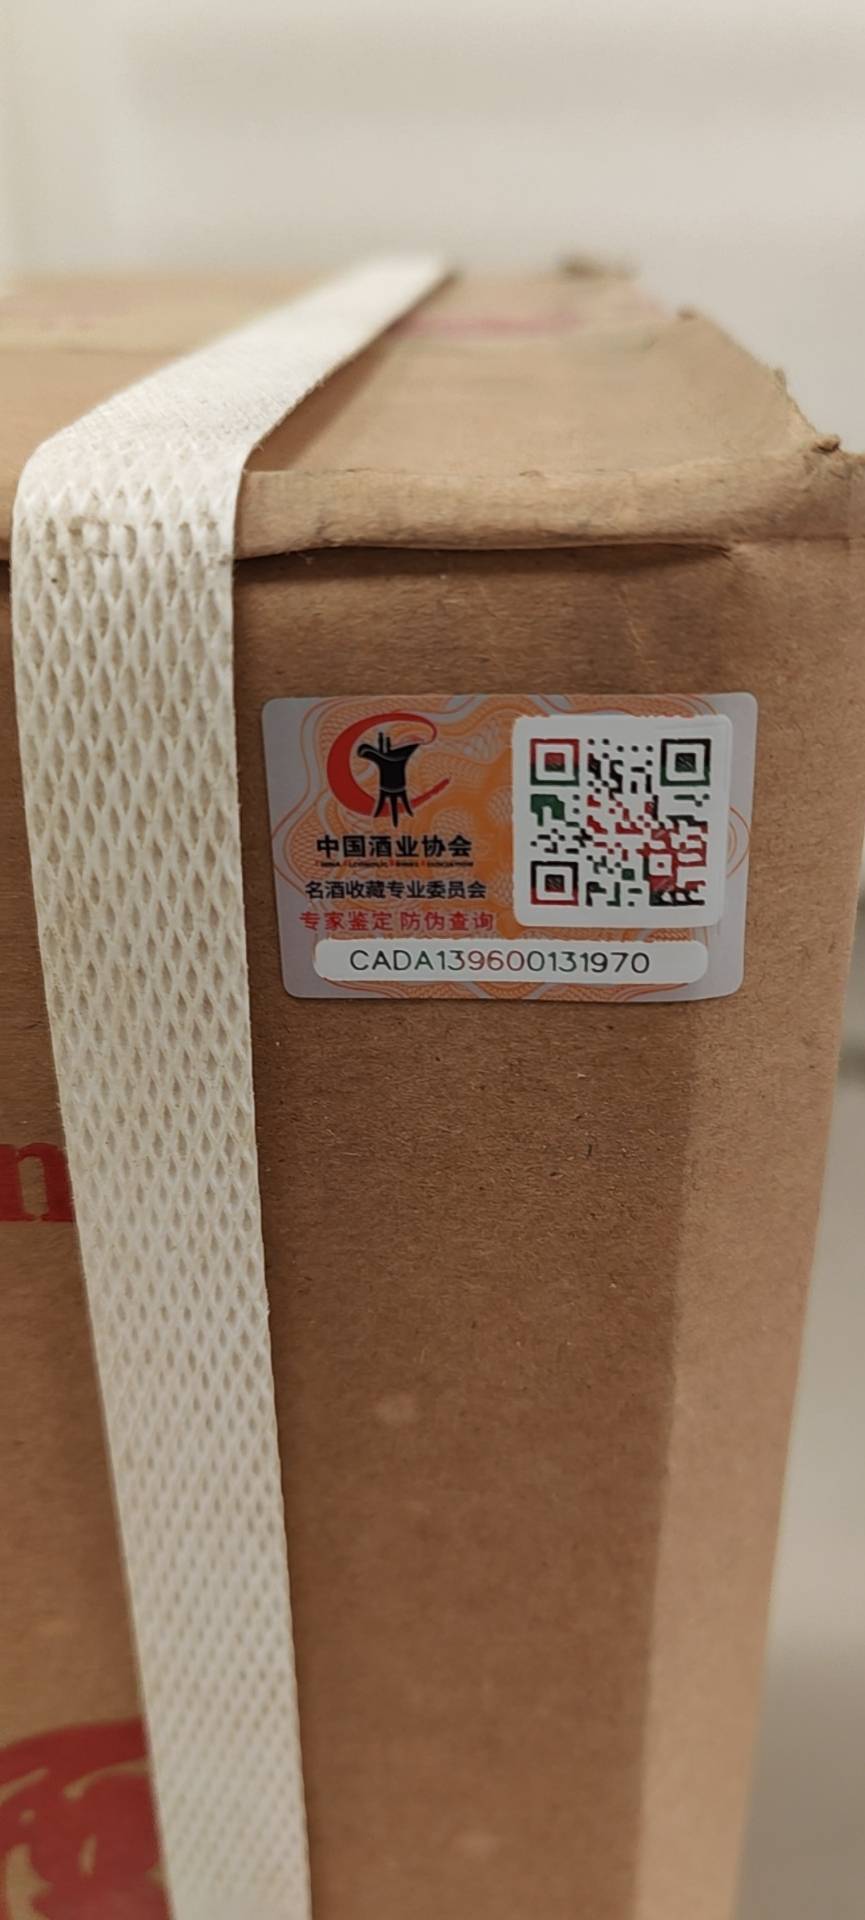 中国酒业协会
名酒收藏专业委员会
专家鉴定 防伪查询
CADA139600131970
n